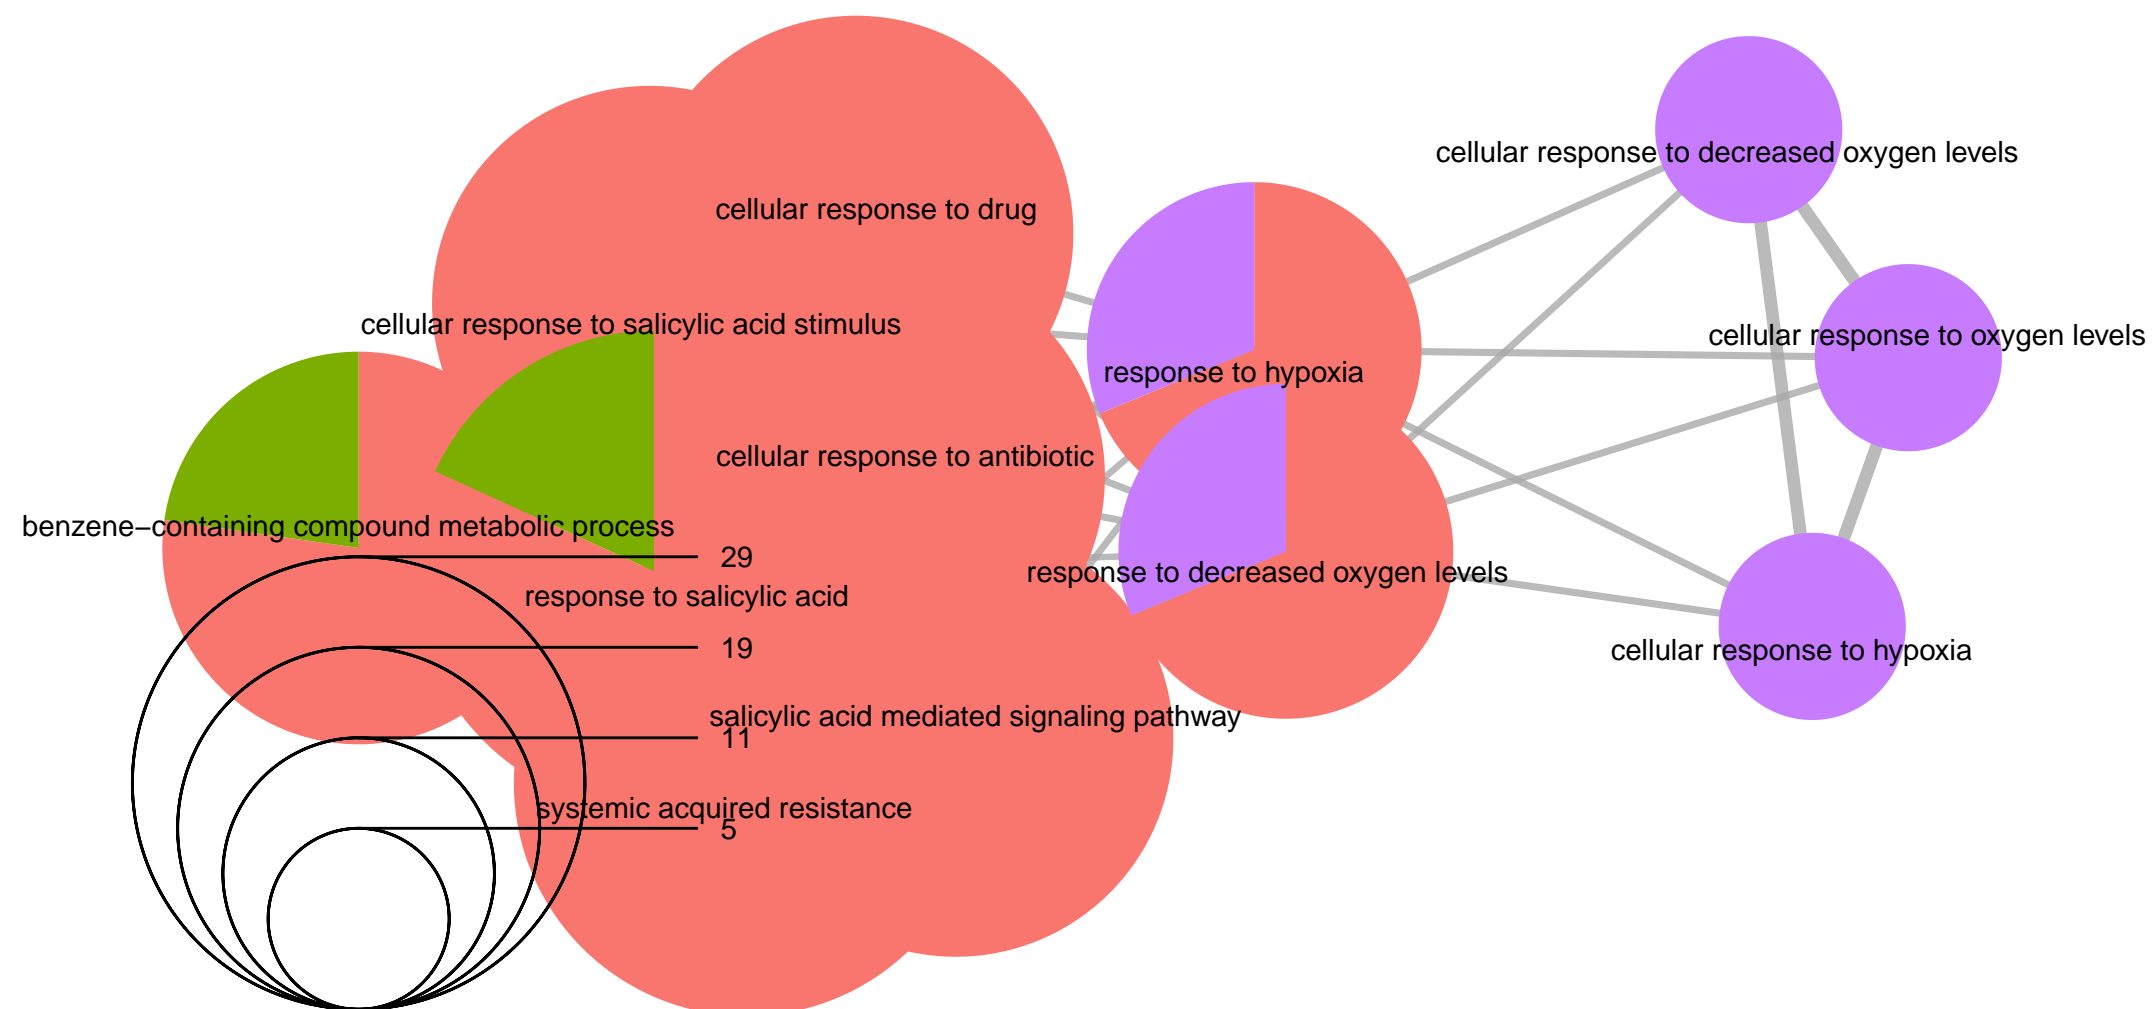 cellular response to decreased oxygen levels
cellular response to drug
cellular response to salicylic acid stimulus
cellular response to oxygen levels
response to hypoxia
cellular response to antibiotic
benzene−containing compound metabolic process
29
response to decreased oxygen levels
response to salicylic acid
19
cellular response to hypoxia
salicylic acid mediated signaling pathway
11
systemic acquired resistance
5